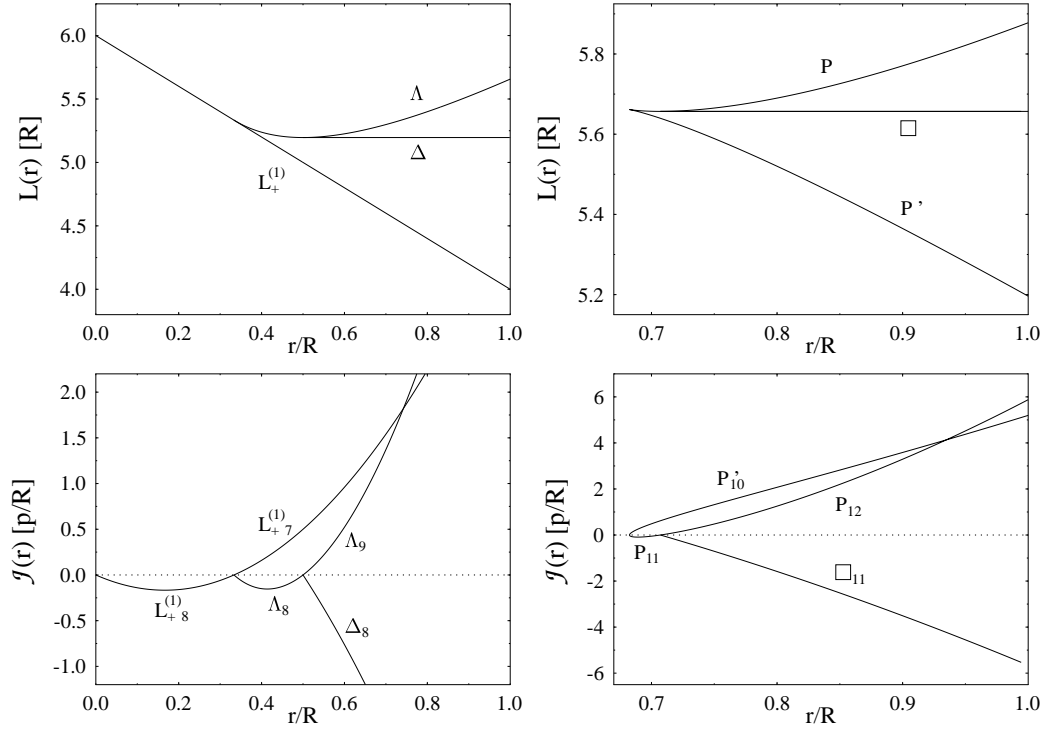 6.0
5.5
5.0
4.5
4.0
L(r) [R]
Λ
Δ
L₊⁽¹⁾
0.0 0.2 0.4 0.6 0.8 1.0
r/R
5.8
5.6
5.4
5.2
L(r) [R]
P
□
P'
0.7 0.8 0.9 1.0
r/R
2.0
1.5
1.0
0.5
0.0
-0.5
-1.0
𝒥(r) [p/R]
L₊⁽¹⁾₇
Λ₉
L₊⁽¹⁾₈
Λ₈
Δ₈
0.0 0.2 0.4 0.6 0.8 1.0
r/R
6
4
2
0
-2
-4
-6
𝒥(r) [p/R]
P'₁₀
P₁₂
P₁₁
□₁₁
0.7 0.8 0.9 1.0
r/R